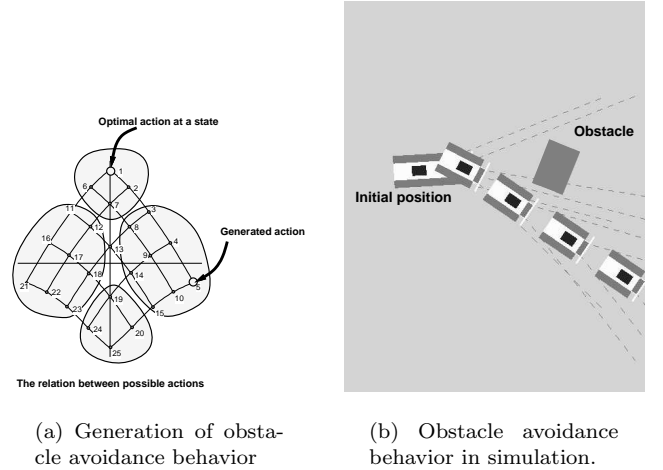 Optimal action at a state
1
6
2
11
7
3
12
8
16
4
Generated action
13
17
9
18
14
5
21
22
10
19
23
15
24
20
25
The relation between possible actions
Obstacle
Initial position
(a) Generation of obsta-
cle avoidance behavior
(b) Obstacle avoidance
behavior in simulation.